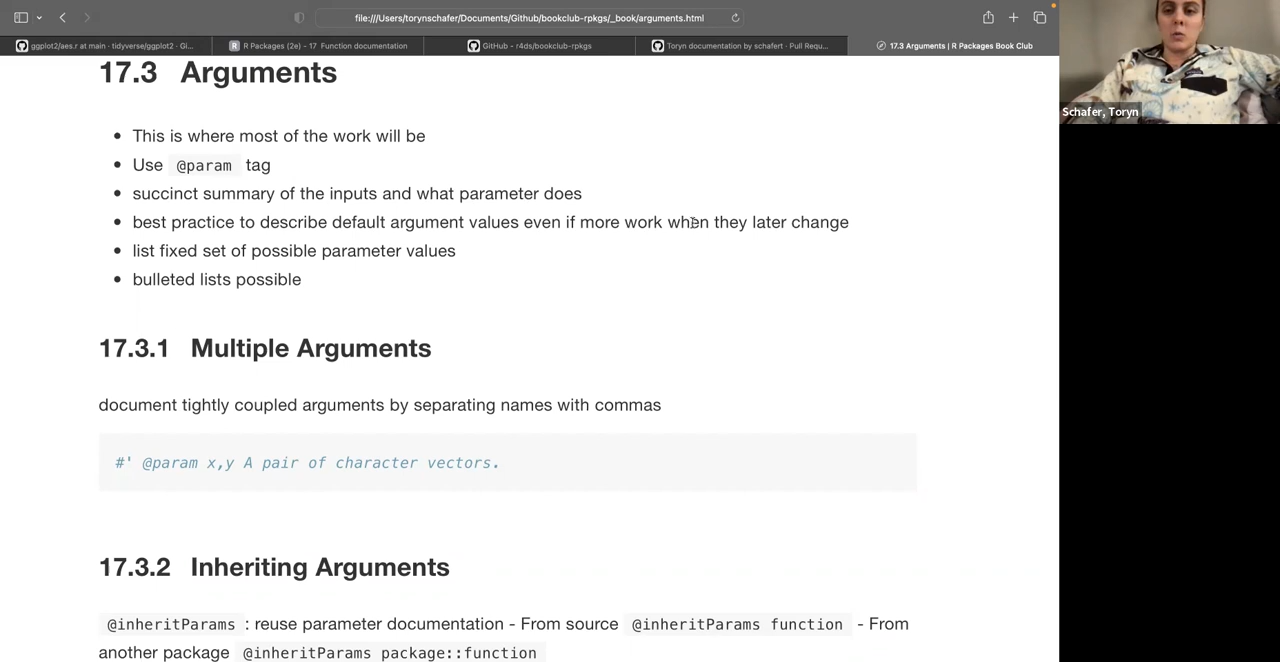 file:///Users/torynschafer/Documents/Github/bookclub-rpkgs/_book/arguments.html
ggplot2/aes.r at main · tidyverse/ggplot2 · Gi...
R Packages (2e) - 17 Function documentation
GitHub - r4ds/bookclub-rpkgs
Toryn documentation by schafert · Pull Requ...
17.3 Arguments | R Packages Book Club
Schafer, Toryn
17.3 Arguments
• This is where most of the work will be
• Use @param tag
• succinct summary of the inputs and what parameter does
• best practice to describe default argument values even if more work when they later change
• list fixed set of possible parameter values
• bulleted lists possible
17.3.1 Multiple Arguments
document tightly coupled arguments by separating names with commas
#' @param x,y A pair of character vectors.
17.3.2 Inheriting Arguments
@inheritParams : reuse parameter documentation - From source @inheritParams function - From
another package @inheritParams package::function